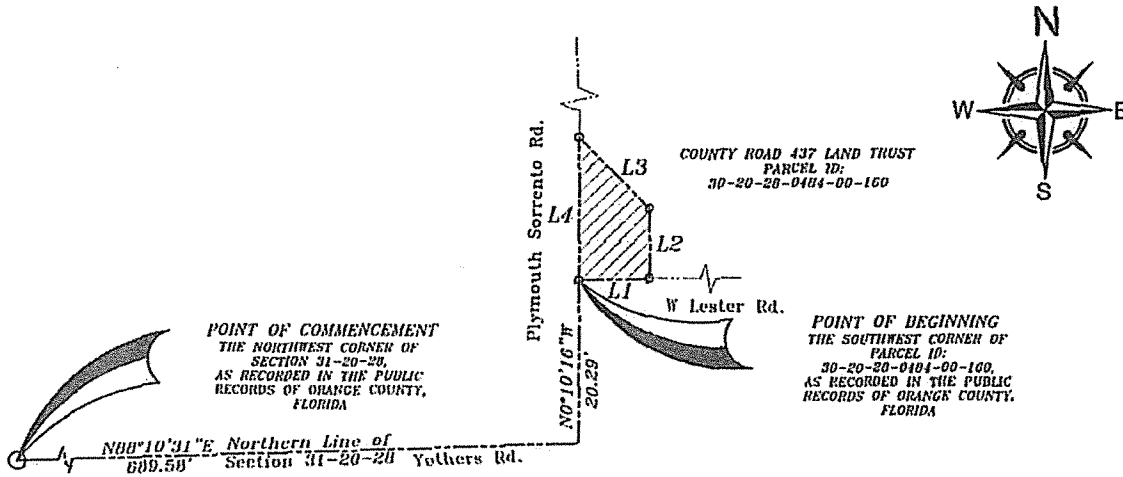 N
W
E
S
COUNTY ROAD 437 LAND TRUST
PARCEL ID:
30-20-28-0484-00-160
Plymouth Sorrento Rd.
L3
L4
L2
L1
W Lester Rd.
POINT OF COMMENCEMENT
THE NORTHWEST CORNER OF
SECTION 31-20-28,
AS RECORDED IN THE PUBLIC
RECORDS OF ORANGE COUNTY,
FLORIDA
POINT OF BEGINNING
THE SOUTHWEST CORNER OF
PARCEL ID:
30-20-28-0484-00-160,
AS RECORDED IN THE PUBLIC
RECORDS OF ORANGE COUNTY,
FLORIDA
N0°10'16"W
20.29'
N88°10'31"E Northern Line of
689.58' Section 31-20-28 Yothers Rd.